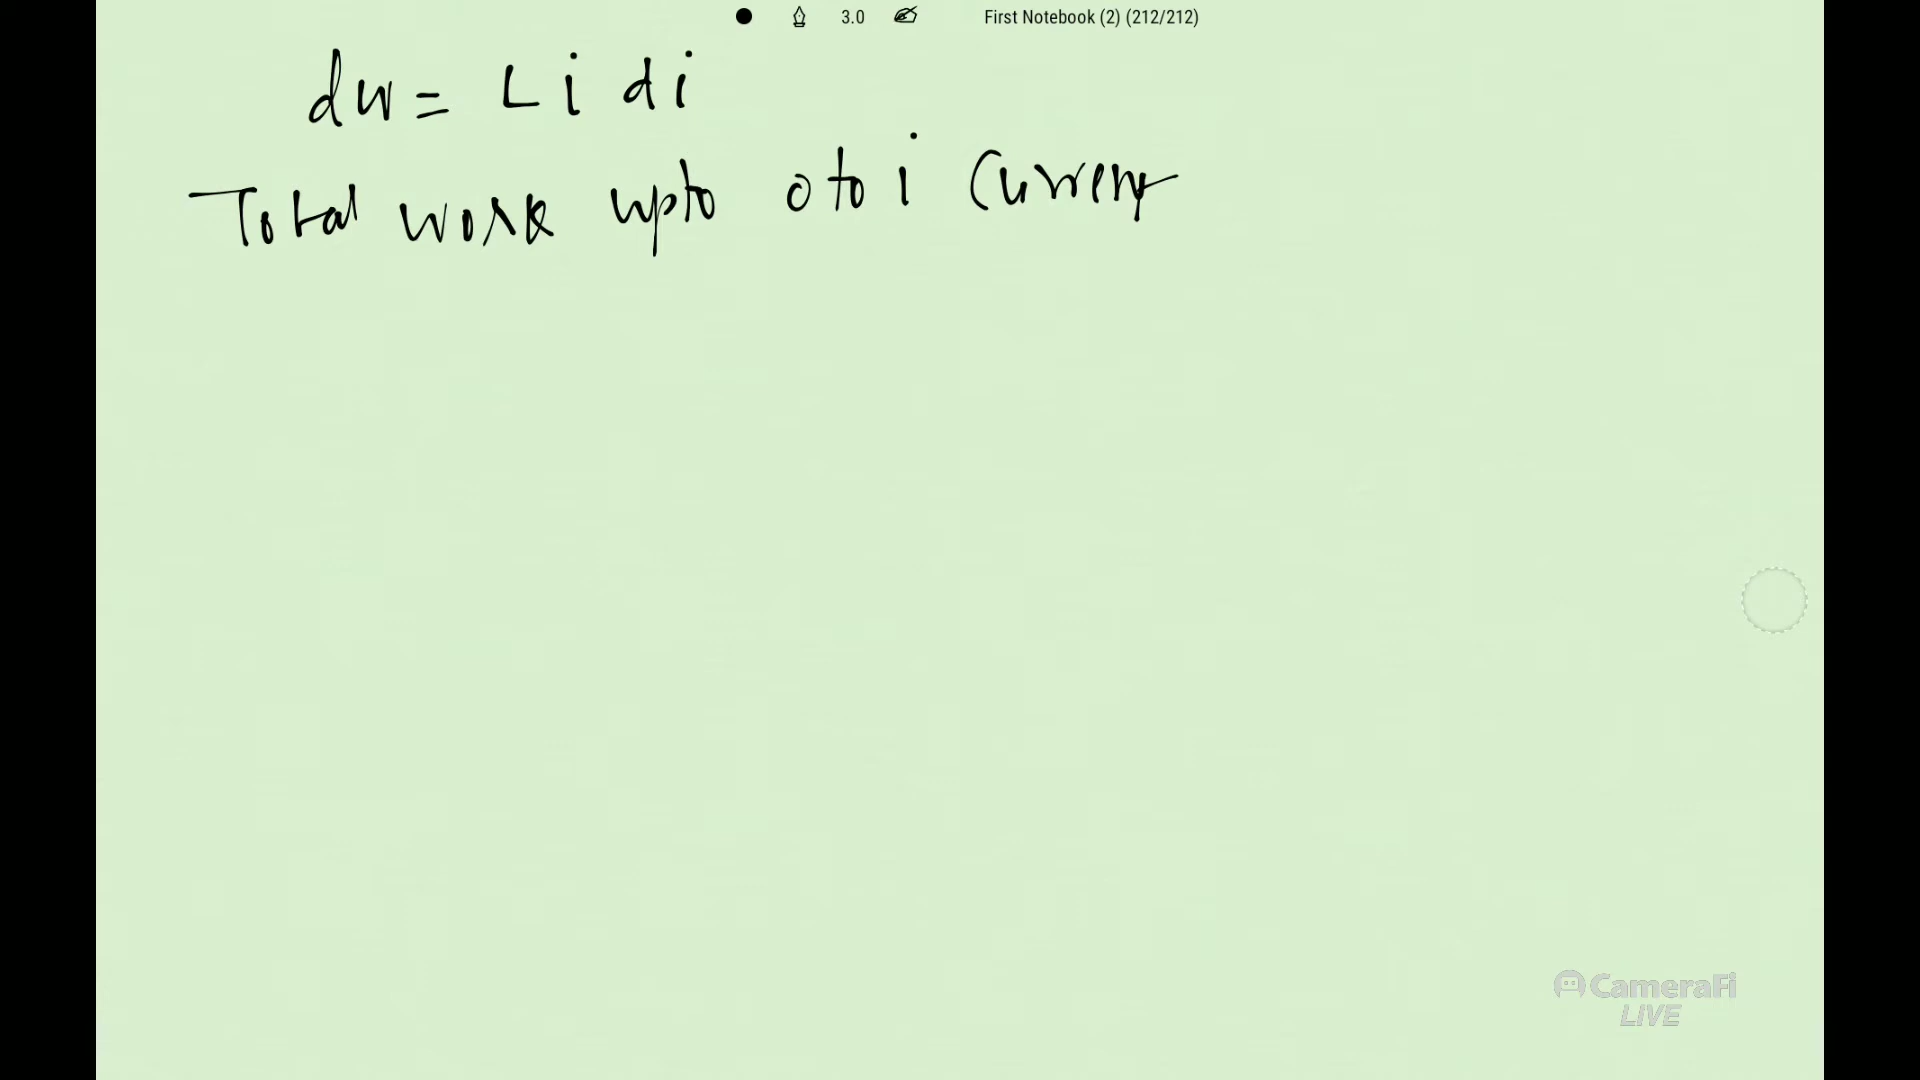 3.0 First Notebook (2) (212/212)
dw = L i di
Total work upto 0 to i current
CameraFi
LIVE